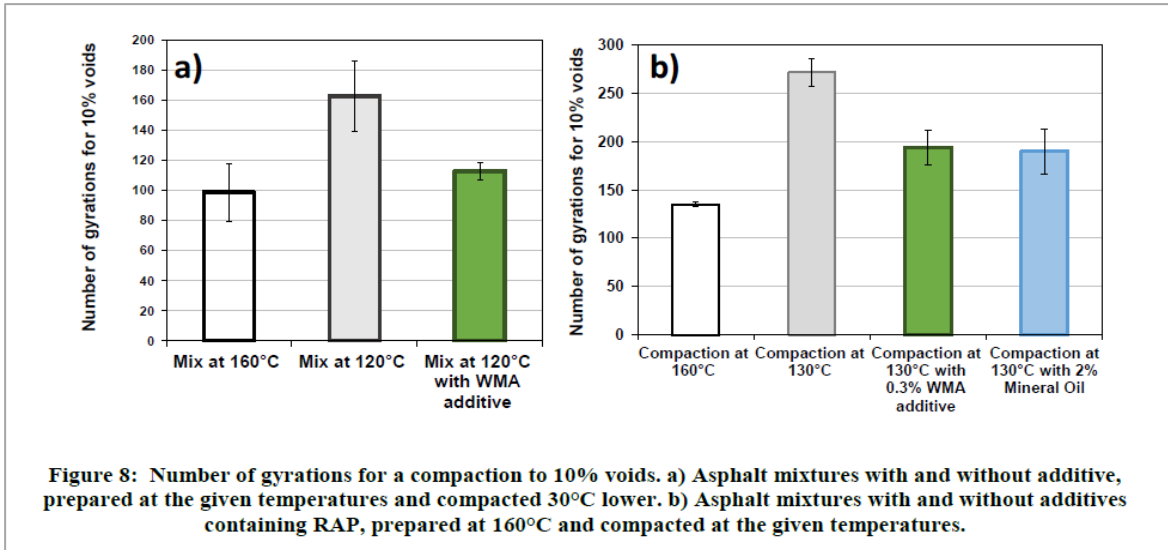 a)
Number of gyrations for 10% voids
200
180
160
140
120
100
80
60
40
20
0
Mix at 160°C
Mix at 120°C
Mix at 120°C
with WMA
additive
b)
Number of gyrations for 10% voids
300
250
200
150
100
50
0
Compaction at
160°C
Compaction at
130°C
Compaction at
130°C with
0.3% WMA
additive
Compaction at
130°C with 2%
Mineral Oil
Figure 8: Number of gyrations for a compaction to 10% voids. a) Asphalt mixtures with and without additive,
prepared at the given temperatures and compacted 30°C lower. b) Asphalt mixtures with and without additives
containing RAP, prepared at 160°C and compacted at the given temperatures.